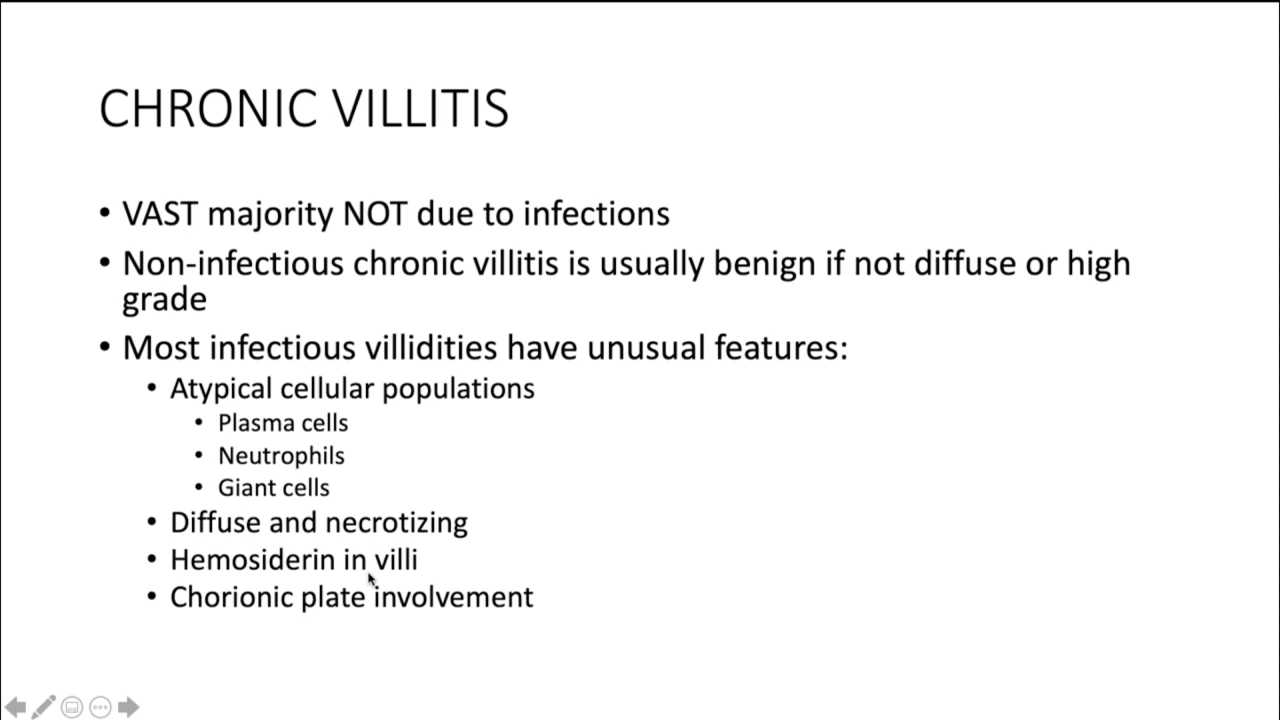 CHRONIC VILLITIS
• VAST majority NOT due to infections
• Non-infectious chronic villitis is usually benign if not diffuse or high
grade
• Most infectious villidities have unusual features:
• Atypical cellular populations
• Plasma cells
• Neutrophils
• Giant cells
• Diffuse and necrotizing
• Hemosiderin in villi
• Chorionic plate involvement